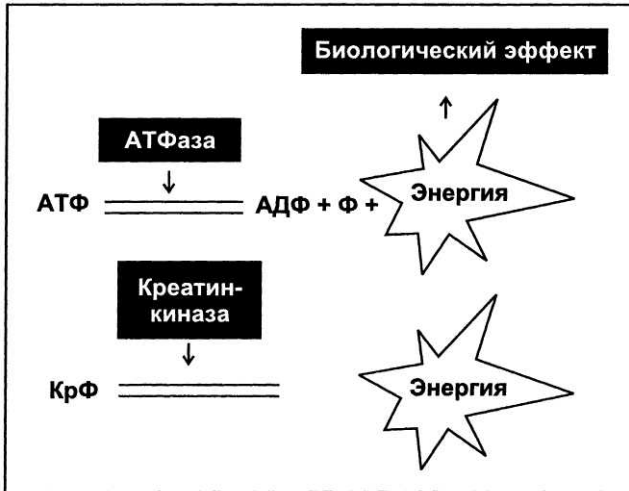 Биологический эффект
АТФаза
АТФ
АДФ + Ф +
Энергия
Креатин-
киназа
КрФ
Энергия